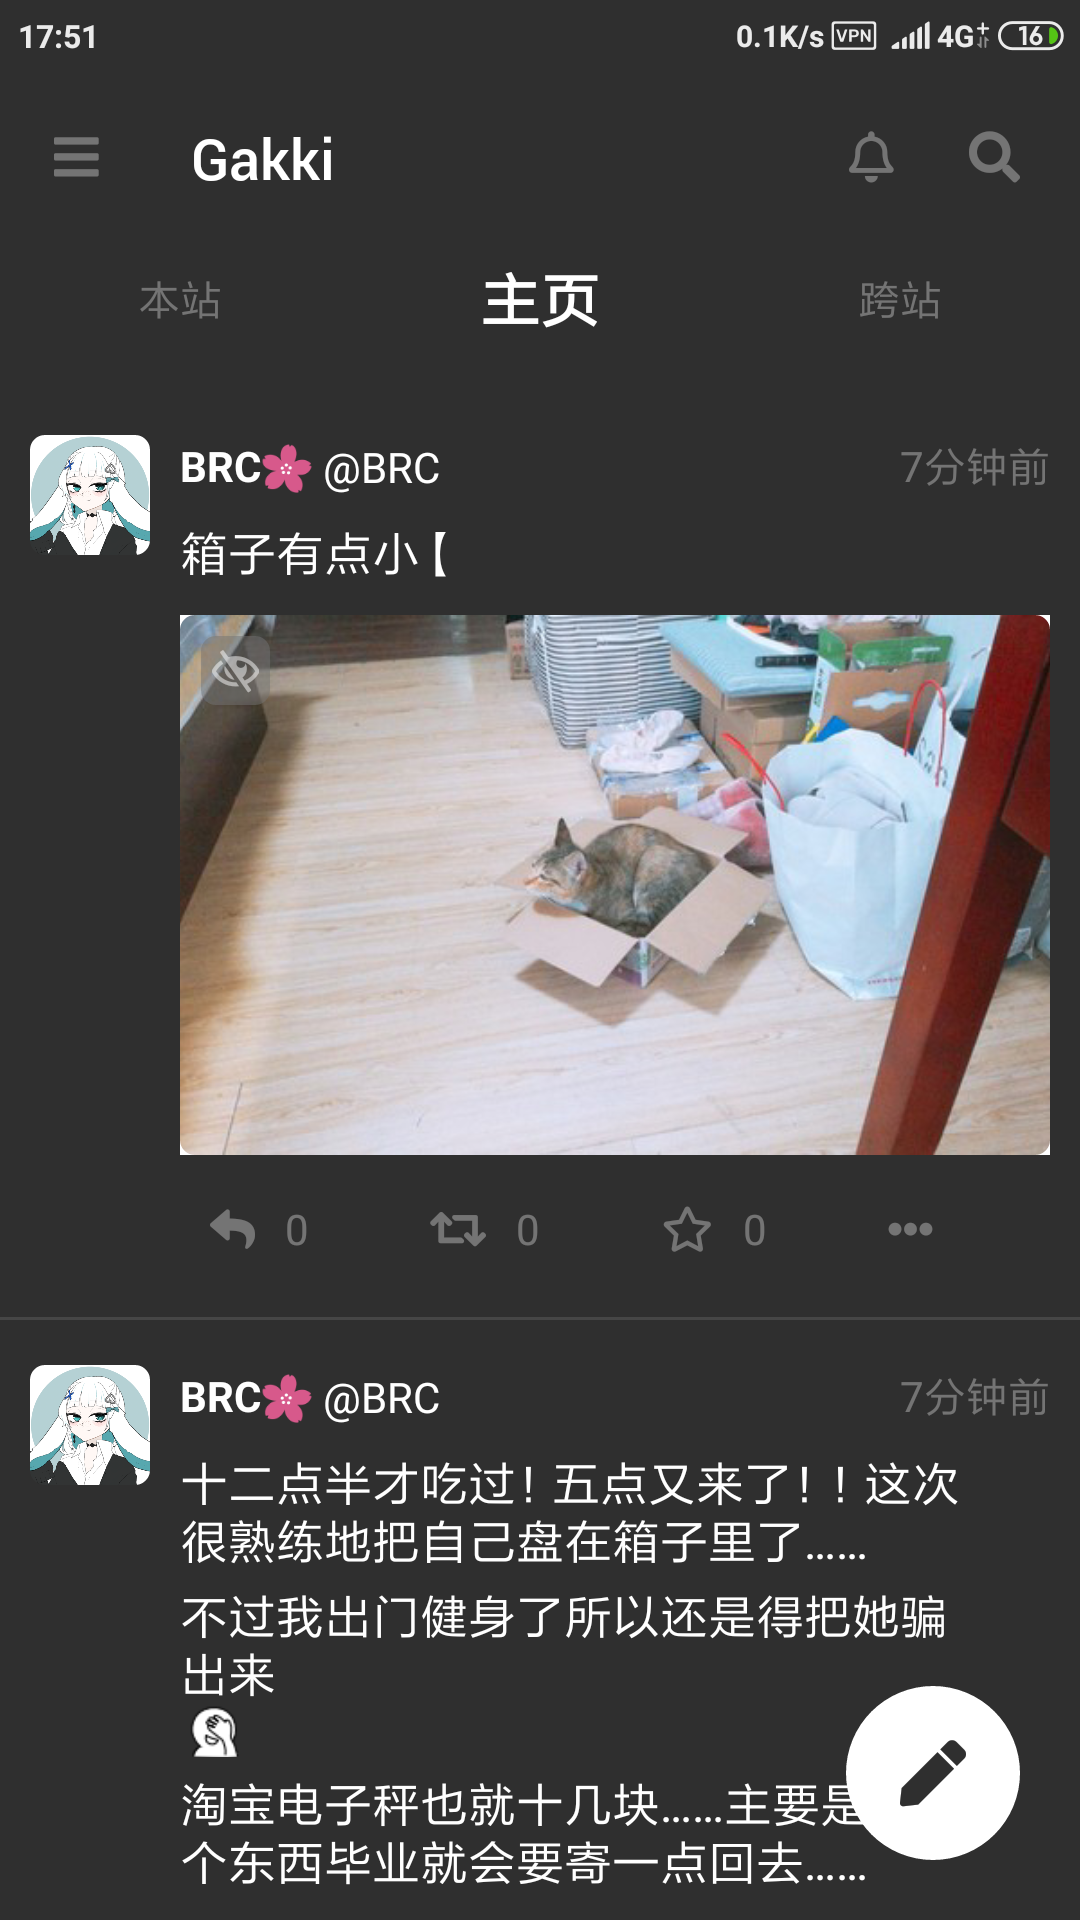 17:51
0.1K/s VPN 4G+ 16
Gakki
本站 主页 跨站
BRC🌸 @BRC 7分钟前
箱子有点小【
0 0 0
BRC🌸 @BRC 7分钟前
十二点半才吃过！五点又来了！！这次
很熟练地把自己盘在箱子里了……
不过我出门健身了所以还是得把她骗
出来
淘宝电子秤也就十几块……主要是
个东西毕业就会要寄一点回去……